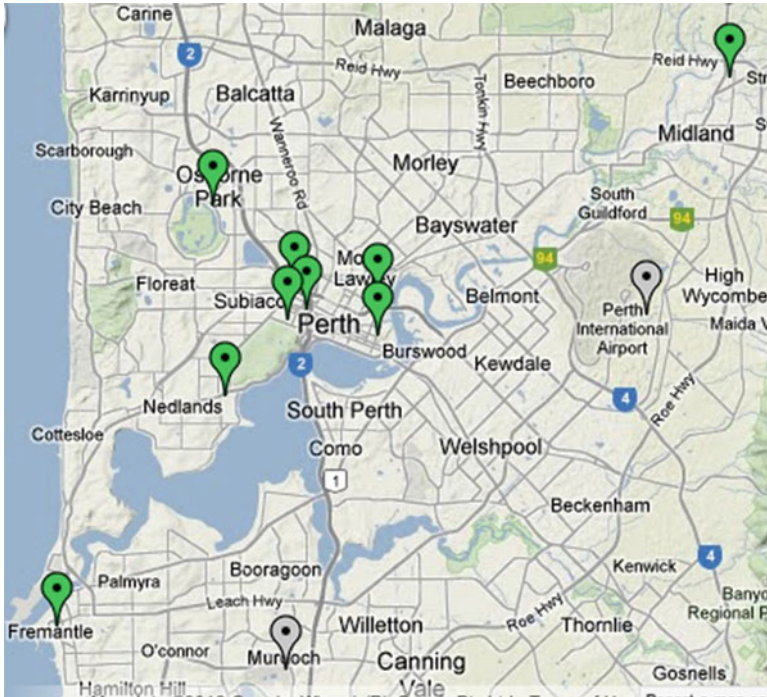 Carine
Malaga
2
Reid Hwy
Reid Hwy
Beechboro
Str
Karrinyup
Balcatta
Tonkin Hwy
Wanneroo Rd
Midland
Scarborough
Morley
Osborne
Park
South
Guildford
City Beach
Bayswater
94
94
Floreat
Lawley
High
Wycombe
Subiaco
Belmont
Perth
Perth
International
Airport
Maida V
Burswood
2
Kewdale
Nedlands
4
Roe Hwy
South Perth
Cottesloe
Como
Welshpool
1
Beckenham
4
Booragoon
Kenwick
Palmyra
Banyo
Regional P
Leach Hwy
Fremantle
Willetton
Roe Hwy
Thornlie
O'connor
Murdoch
Canning
Vale
Gosnells
Hamilton Hill